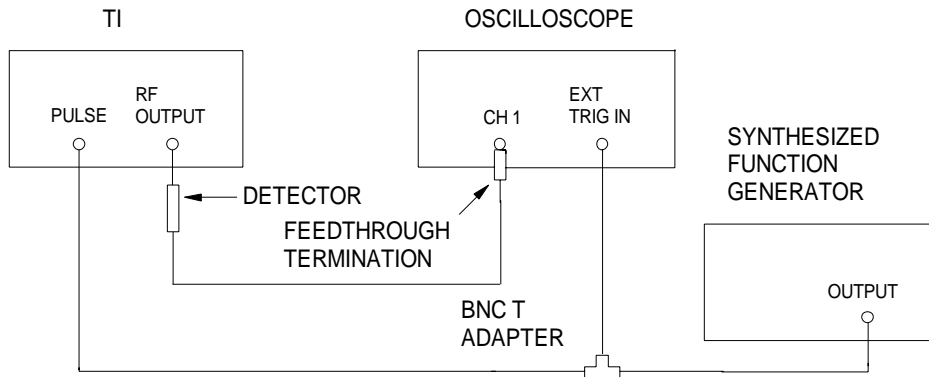 TI
OSCILLOSCOPE
PULSE
RF
OUTPUT
CH 1
EXT
TRIG IN
SYNTHESIZED
FUNCTION
GENERATOR
DETECTOR
FEEDTHROUGH
TERMINATION
OUTPUT
BNC T
ADAPTER